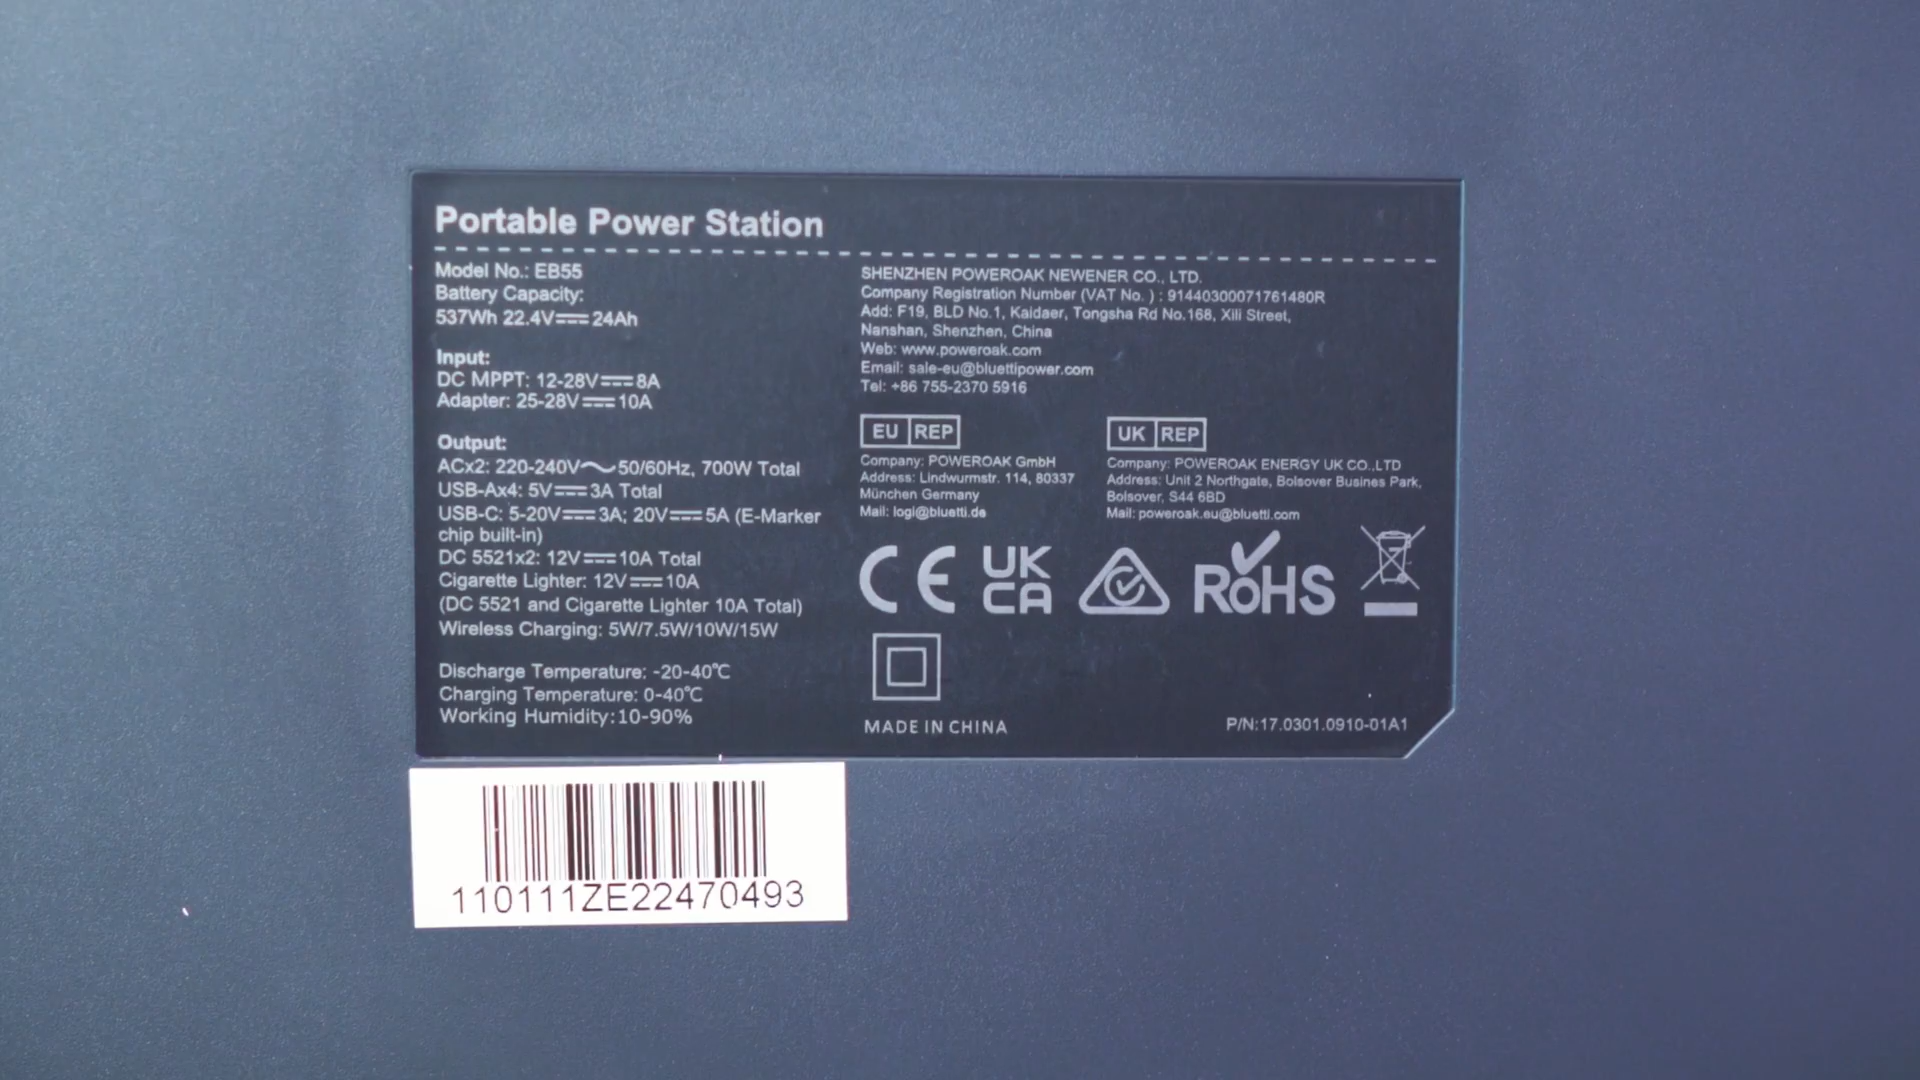 Portable Power Station
Model No.: EB55
Battery Capacity:
537Wh 22.4V⎓24Ah
Input:
DC MPPT: 12-28V⎓8A
Adapter: 25-28V⎓10A
Output:
ACx2: 220-240V～50/60Hz, 700W Total
USB-Ax4: 5V⎓3A Total
USB-C: 5-20V⎓3A; 20V⎓5A (E-Marker
chip built-in)
DC 5521x2: 12V⎓10A Total
Cigarette Lighter: 12V⎓10A
(DC 5521 and Cigarette Lighter 10A Total)
Wireless Charging: 5W/7.5W/10W/15W
Discharge Temperature: -20-40℃
Charging Temperature: 0-40℃
Working Humidity:10-90%
SHENZHEN POWEROAK NEWENER CO., LTD.
Company Registration Number (VAT No. ) : 91440300071761480R
Add: F19, BLD No.1, Kaidaer, Tongsha Rd No.168, Xili Street,
Nanshan, Shenzhen, China
Web: www.poweroak.com
Email: sale-eu@bluettipower.com
Tel: +86 755-2370 5916
EU REP
Company: POWEROAK GmbH
Address: Lindwurmstr. 114, 80337
München Germany
Mail: logi@bluetti.de
UK REP
Company: POWEROAK ENERGY UK CO.,LTD
Address: Unit 2 Northgate, Bolsover Busines Park,
Bolsover, S44 6BD
Mail: poweroak.eu@bluetti.com
CE
UK
CA
RoHS
MADE IN CHINA
P/N:17.0301.0910-01A1
110111ZE22470493